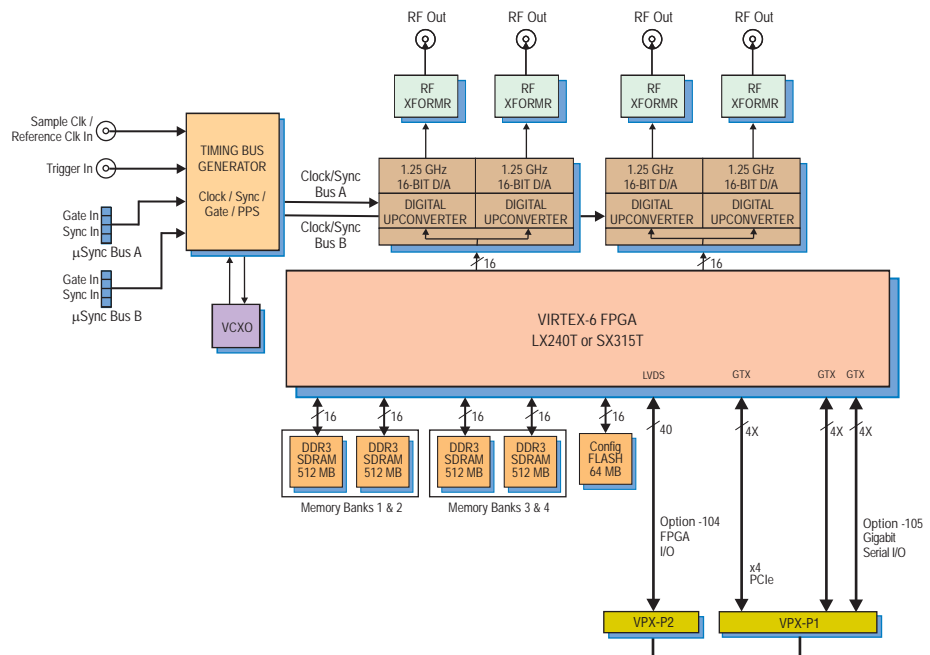 RF Out
RF Out
RF Out
RF Out
RF
XFORMR
RF
XFORMR
RF
XFORMR
RF
XFORMR
Sample Clk /
Reference Clk In
Trigger In
Gate In
Sync In
µSync Bus A
Gate In
Sync In
µSync Bus B
TIMING BUS
GENERATOR
Clock / Sync /
Gate / PPS
VCXO
Clock/Sync
Bus A
Clock/Sync
Bus B
1.25 GHz
16-BIT D/A
DIGITAL
UPCONVERTER
1.25 GHz
16-BIT D/A
DIGITAL
UPCONVERTER
1.25 GHz
16-BIT D/A
DIGITAL
UPCONVERTER
1.25 GHz
16-BIT D/A
DIGITAL
UPCONVERTER
16
16
VIRTEX-6 FPGA
LX240T or SX315T
LVDS
GTX
GTX
GTX
16
16
16
16
16
40
4X
4X
4X
DDR3
SDRAM
512 MB
DDR3
SDRAM
512 MB
DDR3
SDRAM
512 MB
DDR3
SDRAM
512 MB
Config
FLASH
64 MB
Memory Banks 1 & 2
Memory Banks 3 & 4
Option -104
FPGA
I/O
x4
PCIe
Option -105
Gigabit
Serial I/O
VPX-P2
VPX-P1